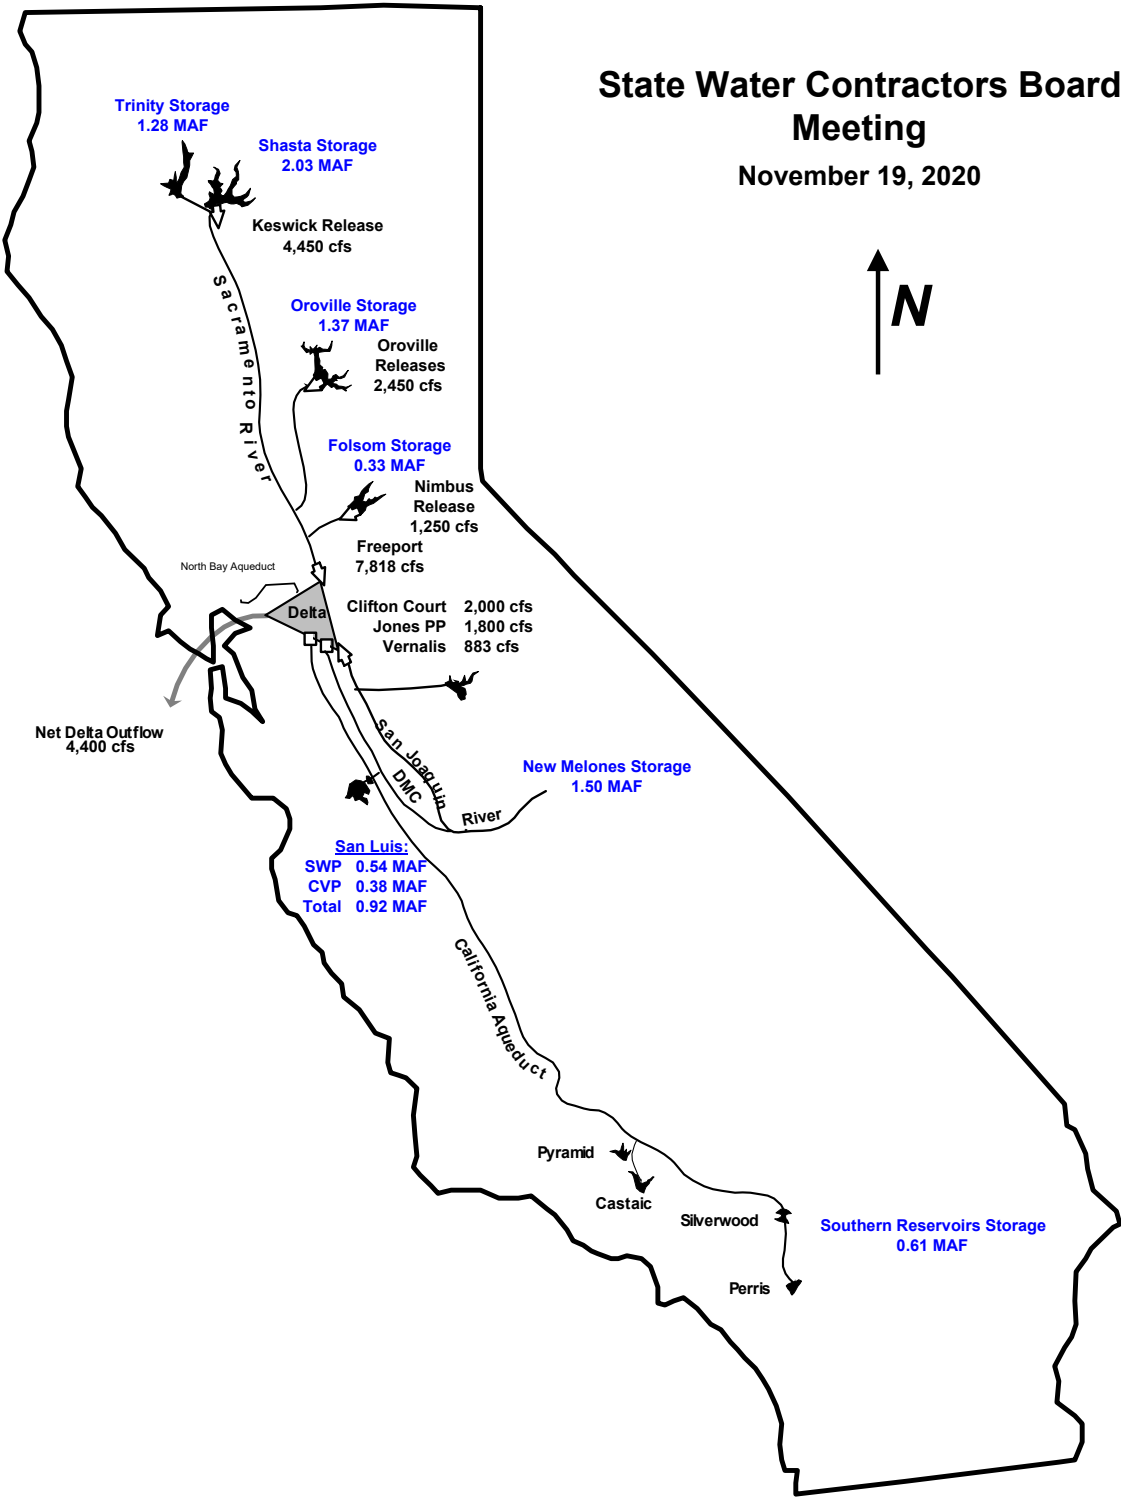 State Water Contractors Board
Meeting
November 19, 2020
N
Trinity Storage
1.28 MAF
Shasta Storage
2.03 MAF
Keswick Release
4,450 cfs
Sacramento River
Oroville Storage
1.37 MAF
Oroville
Releases
2,450 cfs
Folsom Storage
0.33 MAF
Nimbus
Release
1,250 cfs
Freeport
7,818 cfs
North Bay Aqueduct
Delta
Clifton Court 2,000 cfs
Jones PP 1,800 cfs
Vernalis 883 cfs
Net Delta Outflow
4,400 cfs
San Joaquin
River
DMC
New Melones Storage
1.50 MAF
San Luis:
SWP 0.54 MAF
CVP 0.38 MAF
Total 0.92 MAF
California Aqueduct
Pyramid
Castaic
Silverwood
Southern Reservoirs Storage
0.61 MAF
Perris